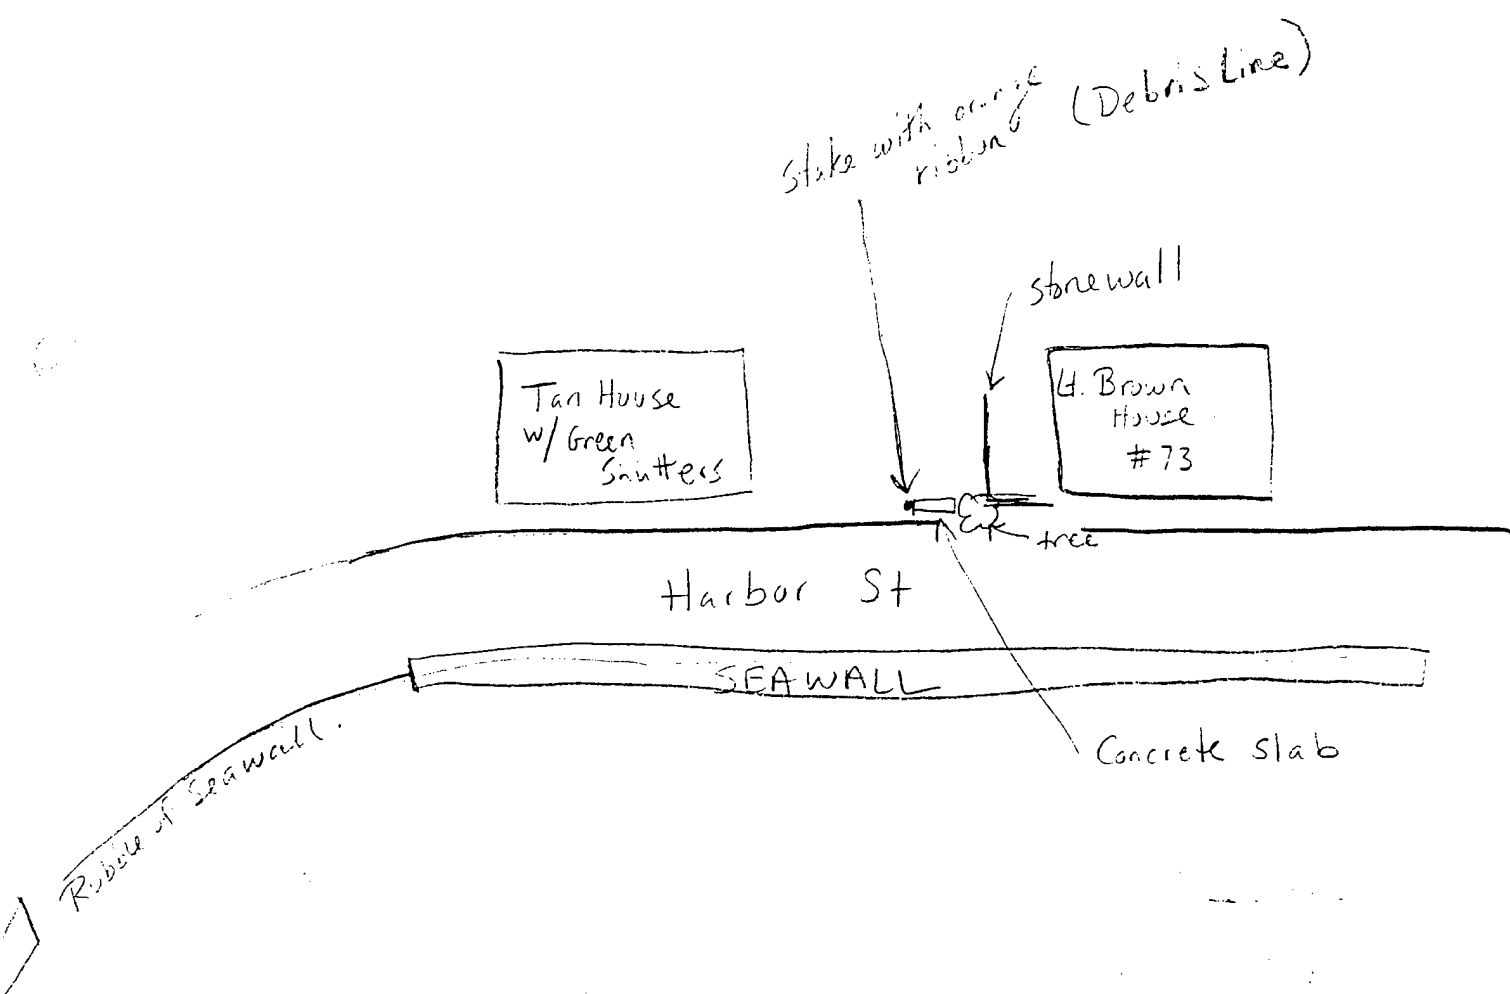 (Debris Line)
stake with orange
ribbon
stonewall
Tan House
w/ Green
Shutters
Lt. Brown
House
#73
tree
Harbor St
SEAWALL
Concrete slab
Rubble of Seawall.